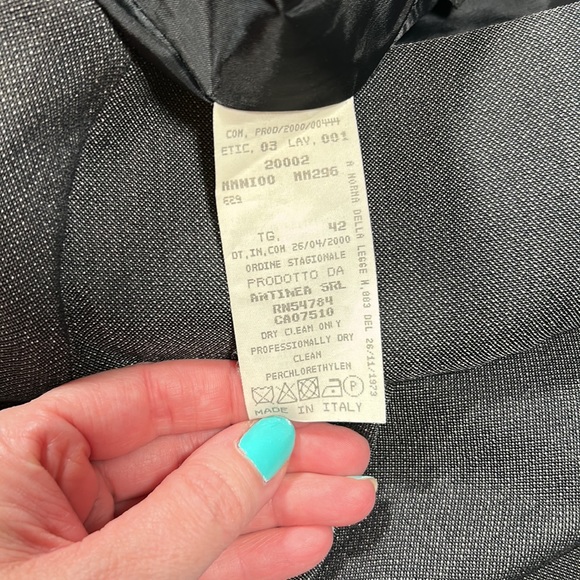 COM, PROD/2000/00444
ETIC, 03 LAV, 001
20002
MMNI00 MM296
629
TG. 42
DT,IN,COM 26/04/2000
ORDINE STAGIONALE
PRODOTTO DA
ANTINEA SRL
RN54784
CA07510
DRY CLEAN ONLY
PROFESSIONALLY DRY
CLEAN
PERCHLORETHYLEN
P
MADE IN ITALY
A NORMA DELLA LEGGE N,883 DEL 26/11/1973